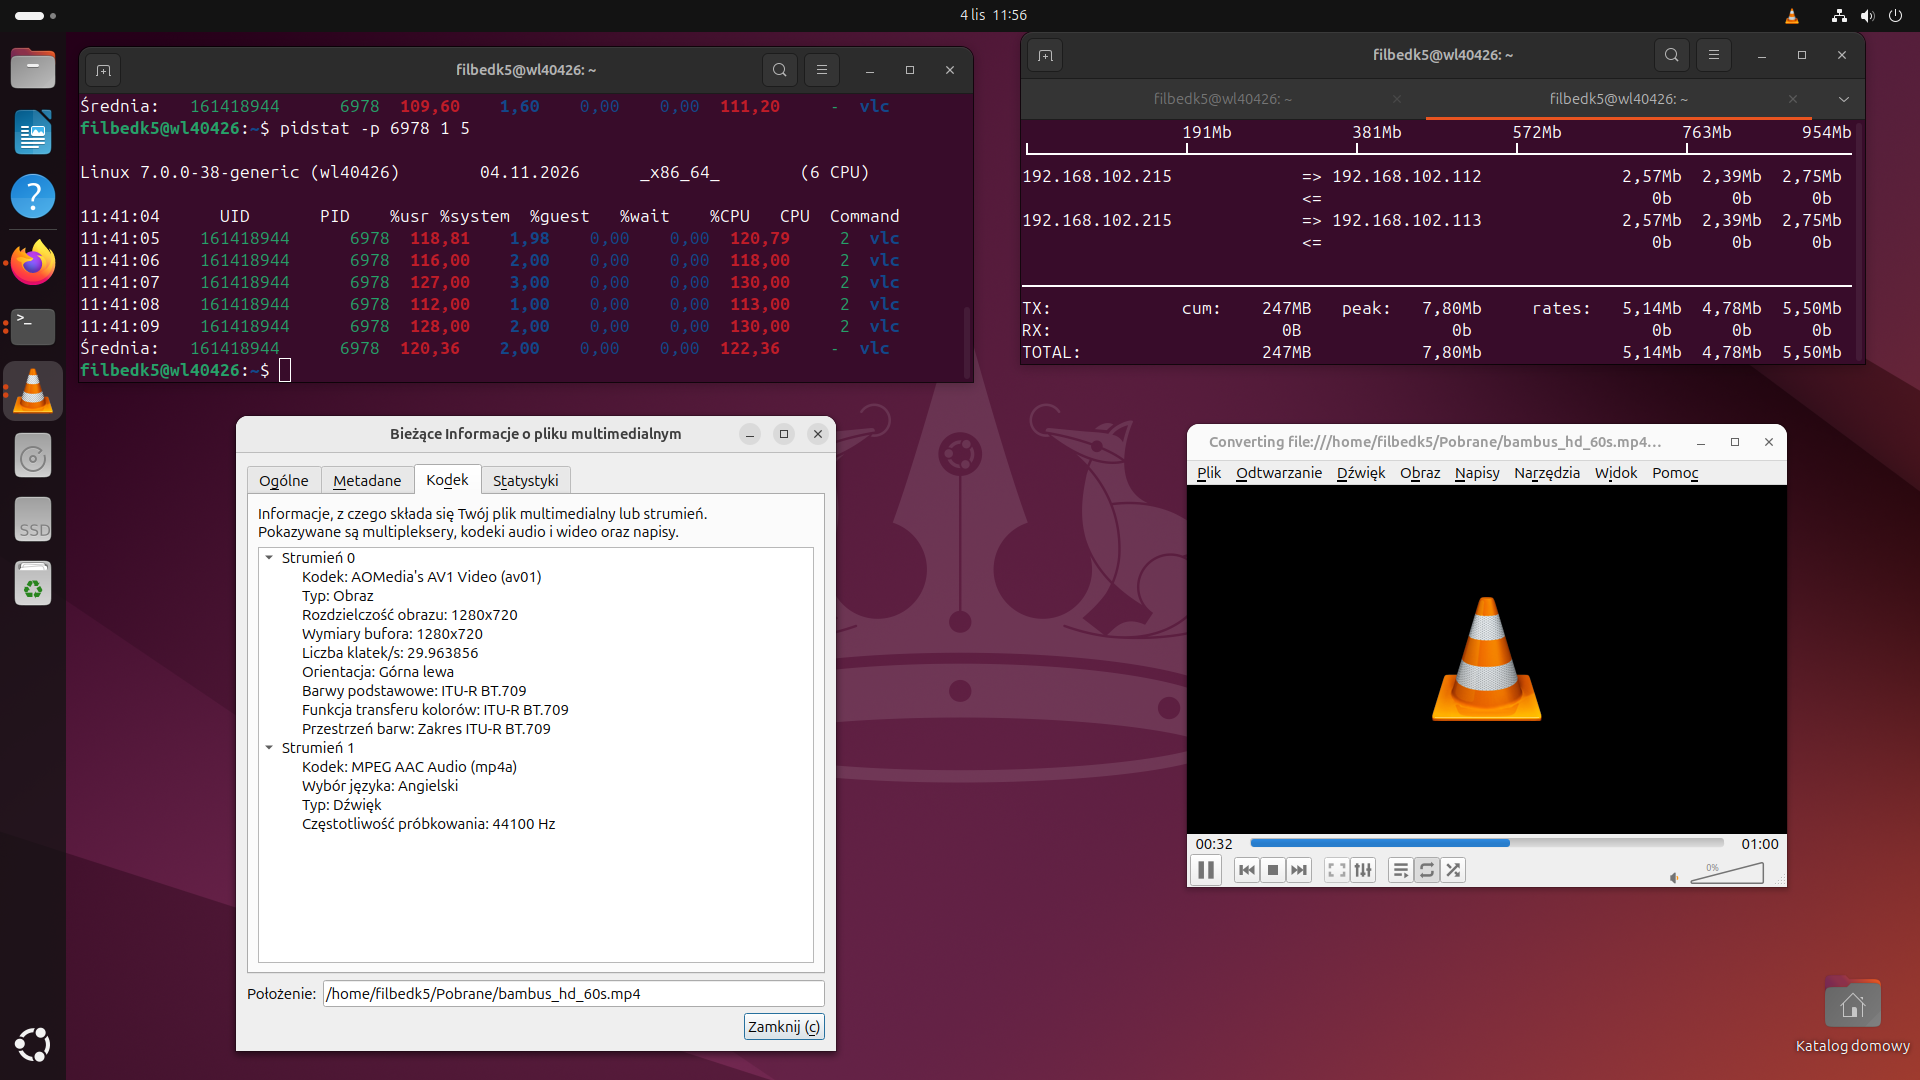 4 lis 11:56
filbedk5@wl40426: ~
Średnia: 161418944 6978 109,60 1,60 0,00 0,00 111,20 - vlc
filbedk5@wl40426:~$ pidstat -p 6978 1 5
Linux 7.0.0-38-generic (wl40426) 04.11.2026 _x86_64_ (6 CPU)
11:41:04 UID PID %usr %system %guest %wait %CPU CPU Command
11:41:05 161418944 6978 118,81 1,98 0,00 0,00 120,79 2 vlc
11:41:06 161418944 6978 116,00 2,00 0,00 0,00 118,00 2 vlc
11:41:07 161418944 6978 127,00 3,00 0,00 0,00 130,00 2 vlc
11:41:08 161418944 6978 112,00 1,00 0,00 0,00 113,00 2 vlc
11:41:09 161418944 6978 128,00 2,00 0,00 0,00 130,00 2 vlc
Średnia: 161418944 6978 120,36 2,00 0,00 0,00 122,36 - vlc
filbedk5@wl40426:~$
filbedk5@wl40426: ~
filbedk5@wl40426: ~
filbedk5@wl40426: ~
191Mb 381Mb 572Mb 763Mb 954Mb
192.168.102.215 => 192.168.102.112 2,57Mb 2,39Mb 2,75Mb
<= 0b 0b 0b
192.168.102.215 => 192.168.102.113 2,57Mb 2,39Mb 2,75Mb
<= 0b 0b 0b
TX: cum: 247MB peak: 7,80Mb rates: 5,14Mb 4,78Mb 5,50Mb
RX: 0B 0b 0b 0b 0b
TOTAL: 247MB 7,80Mb 5,14Mb 4,78Mb 5,50Mb
Bieżące Informacje o pliku multimedialnym
Ogólne Metadane Kodek Statystyki
Informacje, z czego składa się Twój plik multimedialny lub strumień.
Pokazywane są multipleksery, kodeki audio i wideo oraz napisy.
Strumień 0
Kodek: AOMedia's AV1 Video (av01)
Typ: Obraz
Rozdzielczość obrazu: 1280x720
Wymiary bufora: 1280x720
Liczba klatek/s: 29.963856
Orientacja: Górna lewa
Barwy podstawowe: ITU-R BT.709
Funkcja transferu kolorów: ITU-R BT.709
Przestrzeń barw: Zakres ITU-R BT.709
Strumień 1
Kodek: MPEG AAC Audio (mp4a)
Wybór języka: Angielski
Typ: Dźwięk
Częstotliwość próbkowania: 44100 Hz
Położenie: /home/filbedk5/Pobrane/bambus_hd_60s.mp4
Zamknij (c)
Converting file:///home/filbedk5/Pobrane/bambus_hd_60s.mp4…
Plik Odtwarzanie Dźwięk Obraz Napisy Narzędzia Widok Pomoc
00:32 01:00
0%
SSD
Katalog domowy